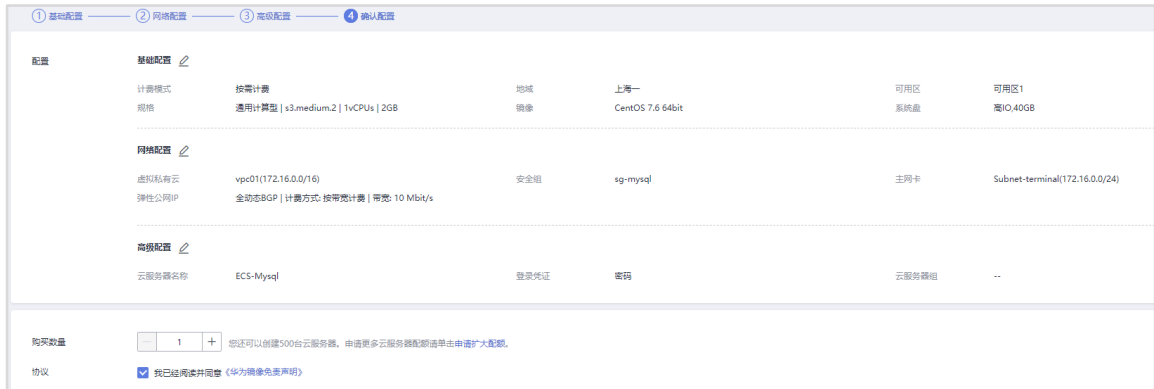 1 基础配置 2 网络配置 3 高级配置 4 确认配置
配置 基础配置
计费模式 按需计费 地域 上海一 可用区 可用区1
规格 通用计算型 | s3.medium.2 | 1vCPUs | 2GB 镜像 CentOS 7.6 64bit 系统盘 高IO,40GB
网络配置
虚拟私有云 vpc01(172.16.0.0/16) 安全组 sg-mysql 主网卡 Subnet-terminal(172.16.0.0/24)
弹性公网IP 全动态BGP | 计费方式: 按带宽计费 | 带宽: 10 Mbit/s
高级配置
云服务器名称 ECS-Mysql 登录凭证 密码 云服务器组 --
购买数量 — 1 + 您还可以创建500台云服务器。申请更多云服务器配额请单击申请扩大配额。
协议 我已经阅读并同意《华为镜像免责声明》